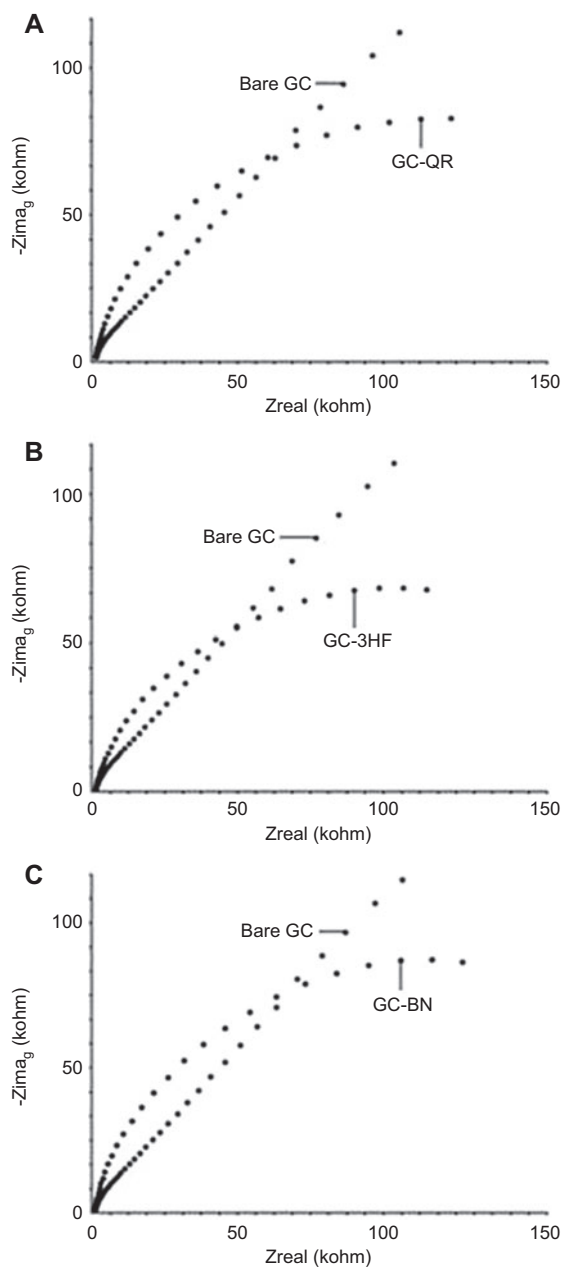 A
-Zimag (kohm)
100
50
0
Bare GC
GC-QR
0 50 100 150
Zreal (kohm)
B
-Zimag (kohm)
100
50
0
Bare GC
GC-3HF
0 50 100 150
Zreal (kohm)
C
-Zimag (kohm)
100
50
0
Bare GC
GC-BN
0 50 100 150
Zreal (kohm)